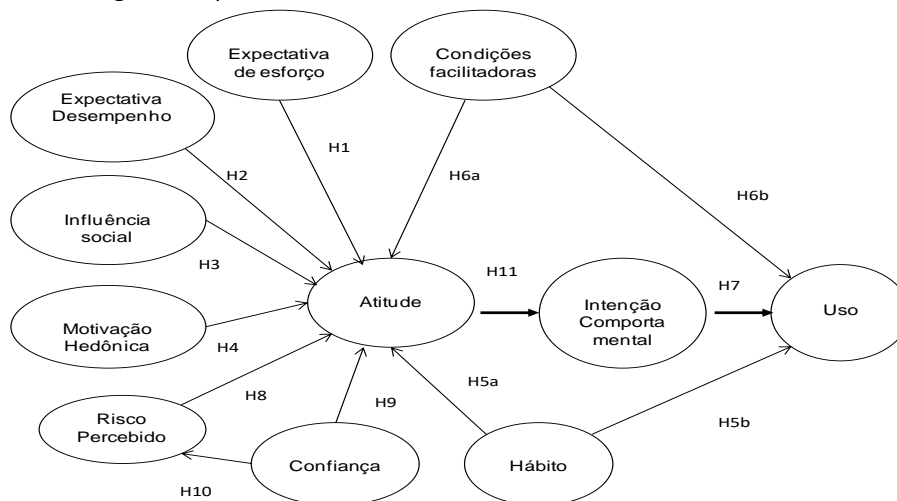 Expectativa
de esforço
Condições
facilitadoras
Expectativa
Desempenho
H1
H2
H6a
H6b
Influência
social
H3
H11
H7
Atitude
Intenção
Comporta
mental
Uso
Motivação
Hedônica
H4
H8
H9
H5a
H5b
Risco
Percebido
Confiança
Hábito
H10